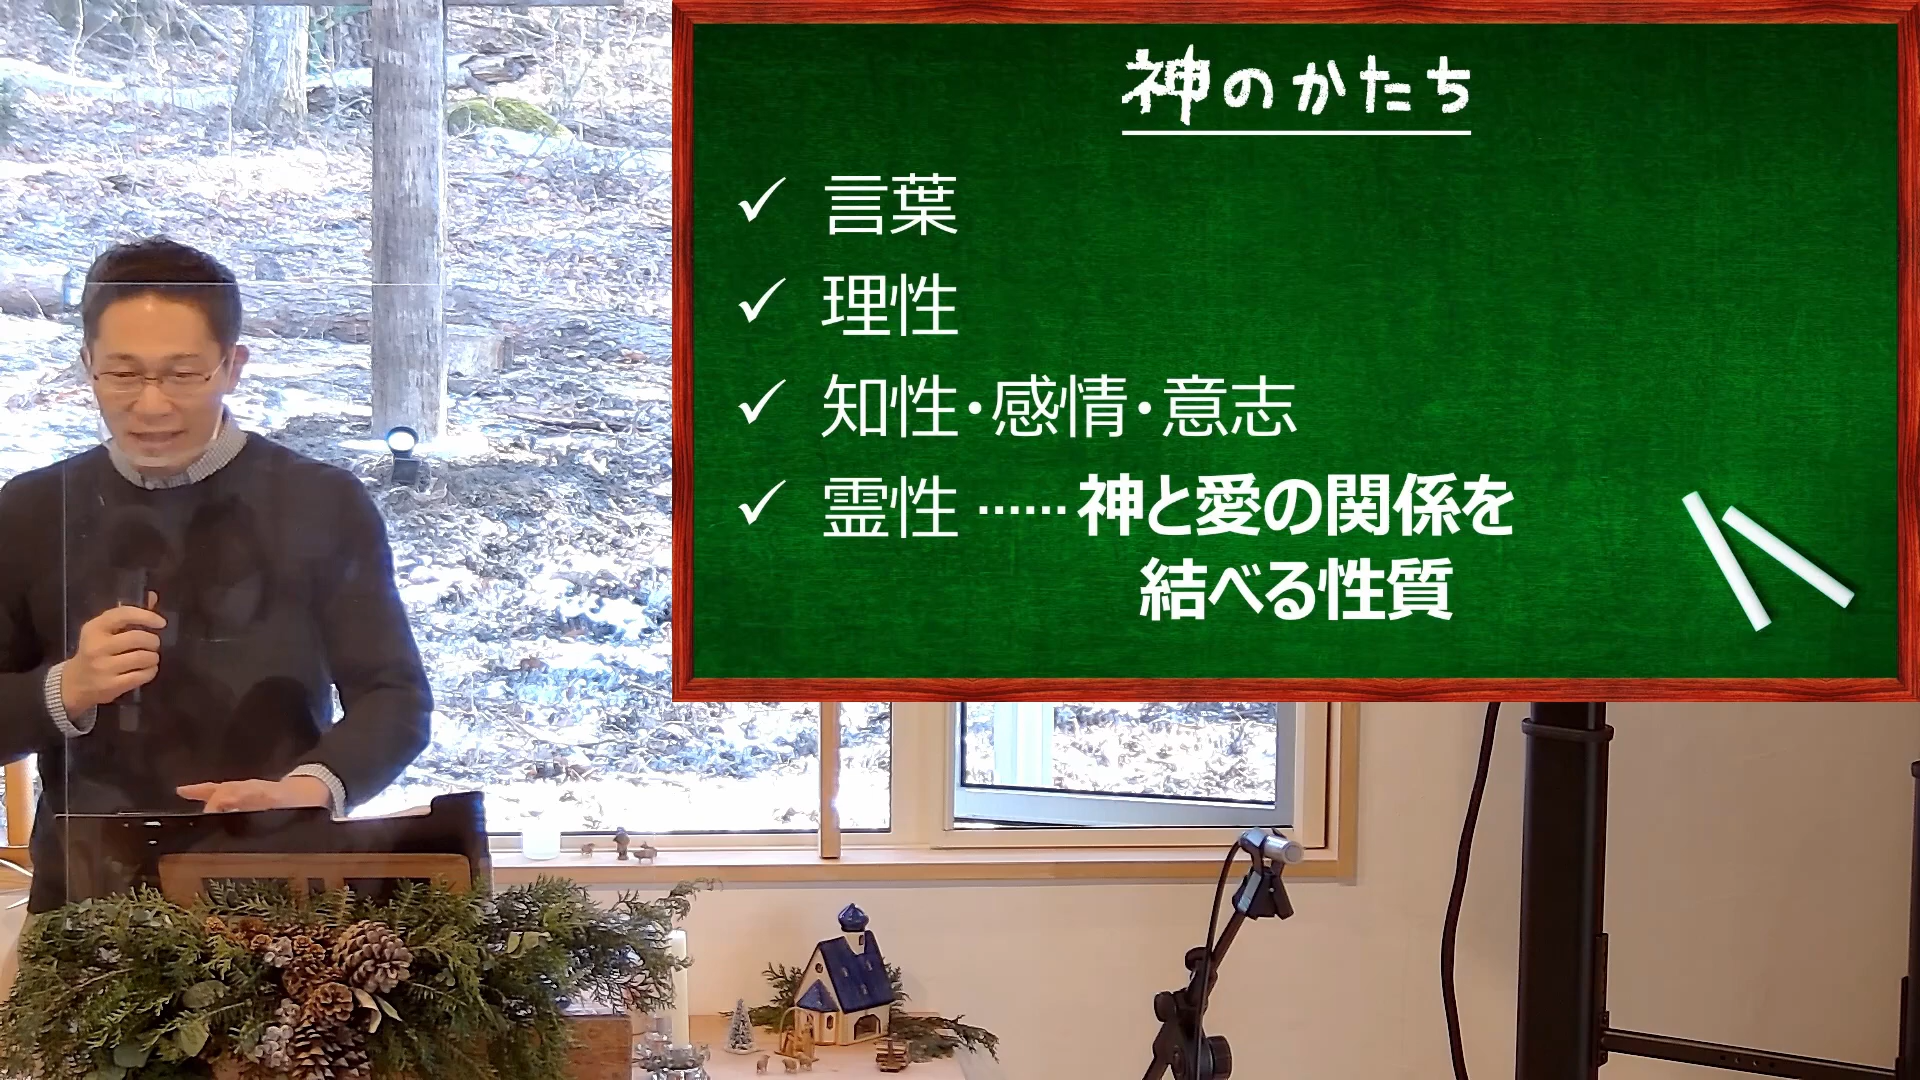 神のかたち
✓ 言葉
✓ 理性
✓ 知性・感情・意志
✓ 霊性 ……神と愛の関係を
結べる性質